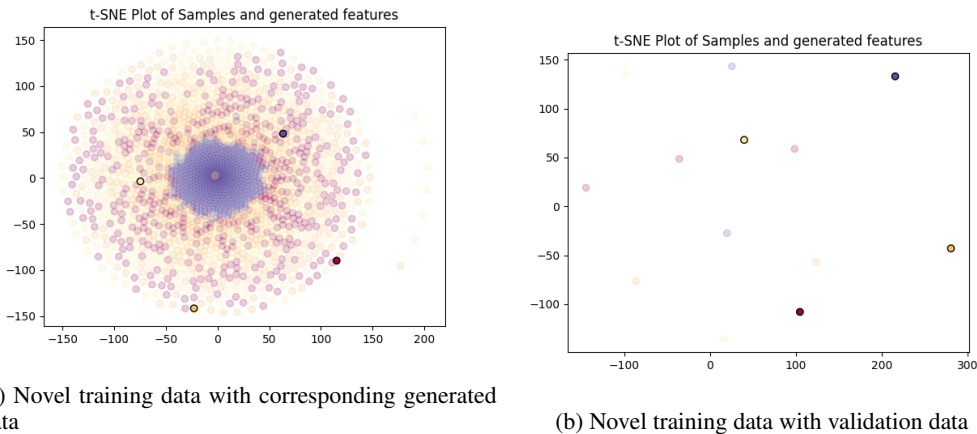 t-SNE Plot of Samples and generated features
150
100
50
0
−50
−100
−150
−150 −100 −50 0 50 100 150 200
) Novel training data with corresponding generated
ata
t-SNE Plot of Samples and generated features
150
100
50
0
−50
−100
−100 0 100 200 300
(b) Novel training data with validation data